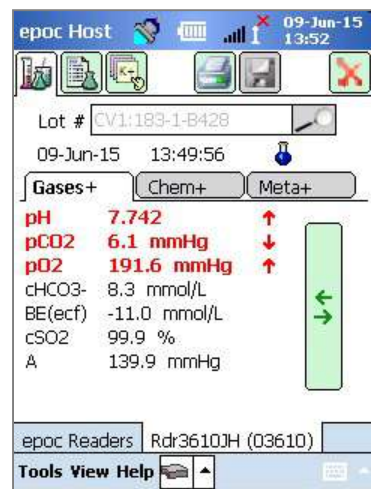 epoc Host 09-Jun-15 13:52
Lot # CV1:183-1-B428
09-Jun-15 13:49:56
Gases+ Chem+ Meta+
pH 7.742 ↑
pCO2 6.1 mmHg ↓
pO2 191.6 mmHg ↑
cHCO3- 8.3 mmol/L
BE(ecf) -11.0 mmol/L
cSO2 99.9 %
A 139.9 mmHg
epoc Readers Rdr3610JH (03610)
Tools View Help